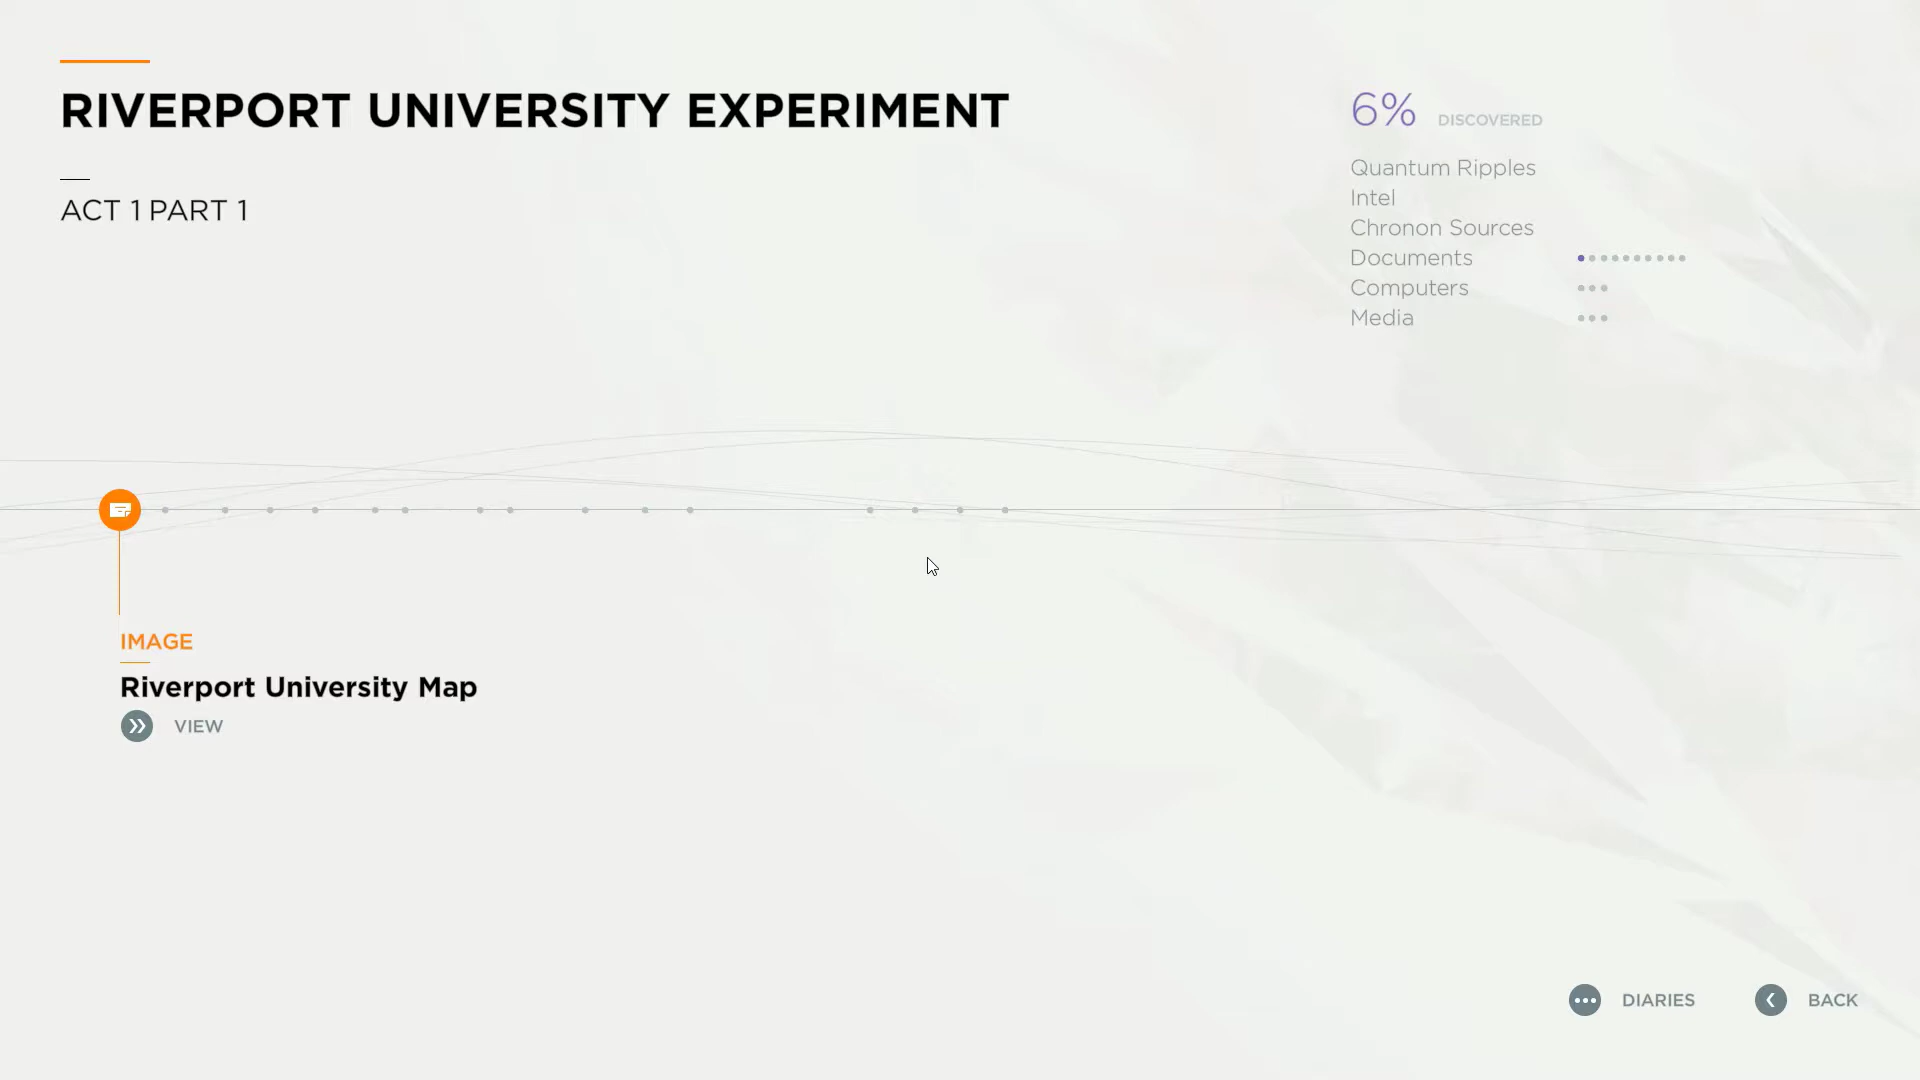 RIVERPORT UNIVERSITY EXPERIMENT
ACT 1 PART 1
6% DISCOVERED
Quantum Ripples
Intel
Chronon Sources
Documents
Computers
Media
IMAGE
Riverport University Map
VIEW
DIARIES
BACK